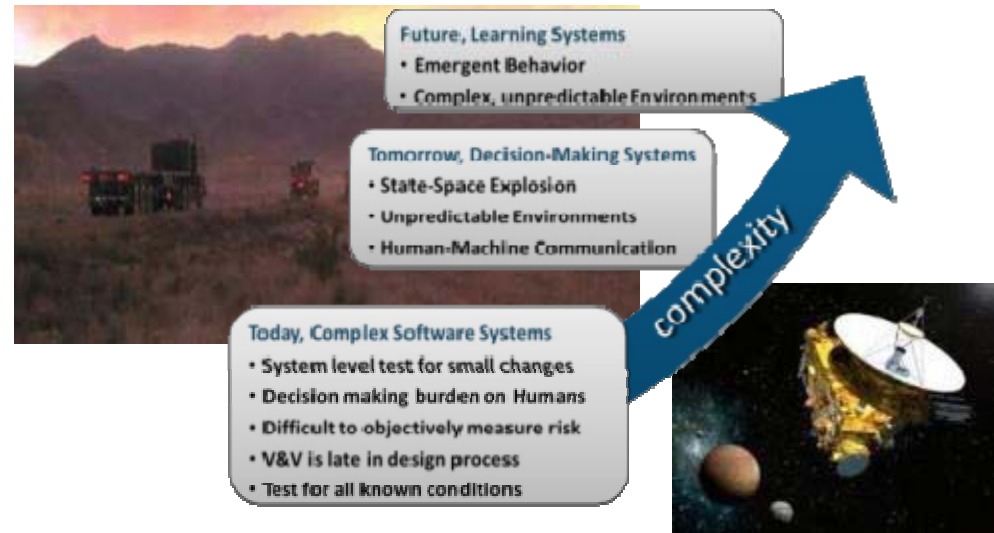 Future, Learning Systems
• Emergent Behavior
• Complex, unpredictable Environments
Tomorrow, Decision-Making Systems
• State-Space Explosion
• Unpredictable Environments
• Human-Machine Communication
complexity
Today, Complex Software Systems
• System level test for small changes
• Decision making burden on Humans
• Difficult to objectively measure risk
• V&V is late in design process
• Test for all known conditions